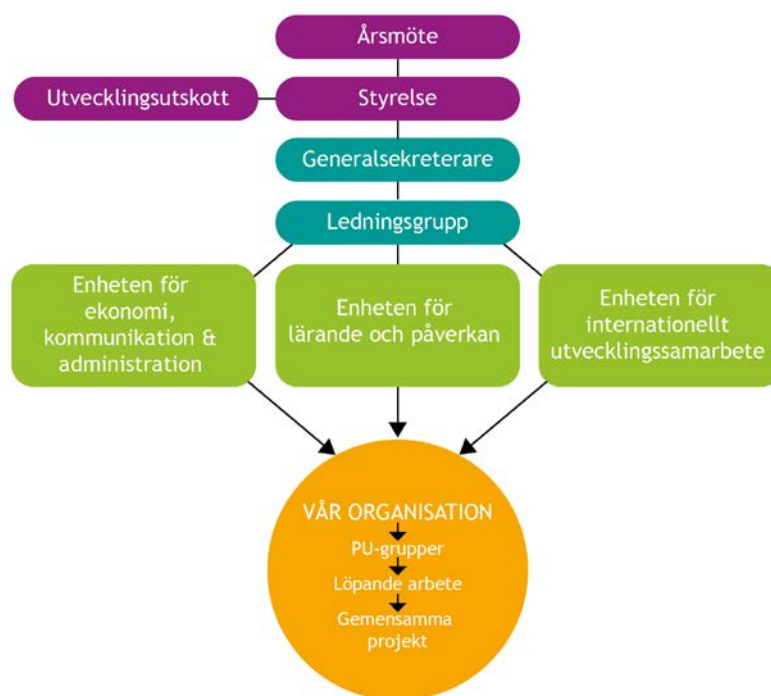 Årsmöte
Utvecklingsutskott
Styrelse
Generalsekreterare
Ledningsgrupp
Enheten för
ekonomi,
kommunikation &
administration
Enheten för
lärande och påverkan
Enheten för
internationellt
utvecklingssamarbete
VÅR ORGANISATION
PU-grupper
Löpande arbete
Gemensamma
projekt